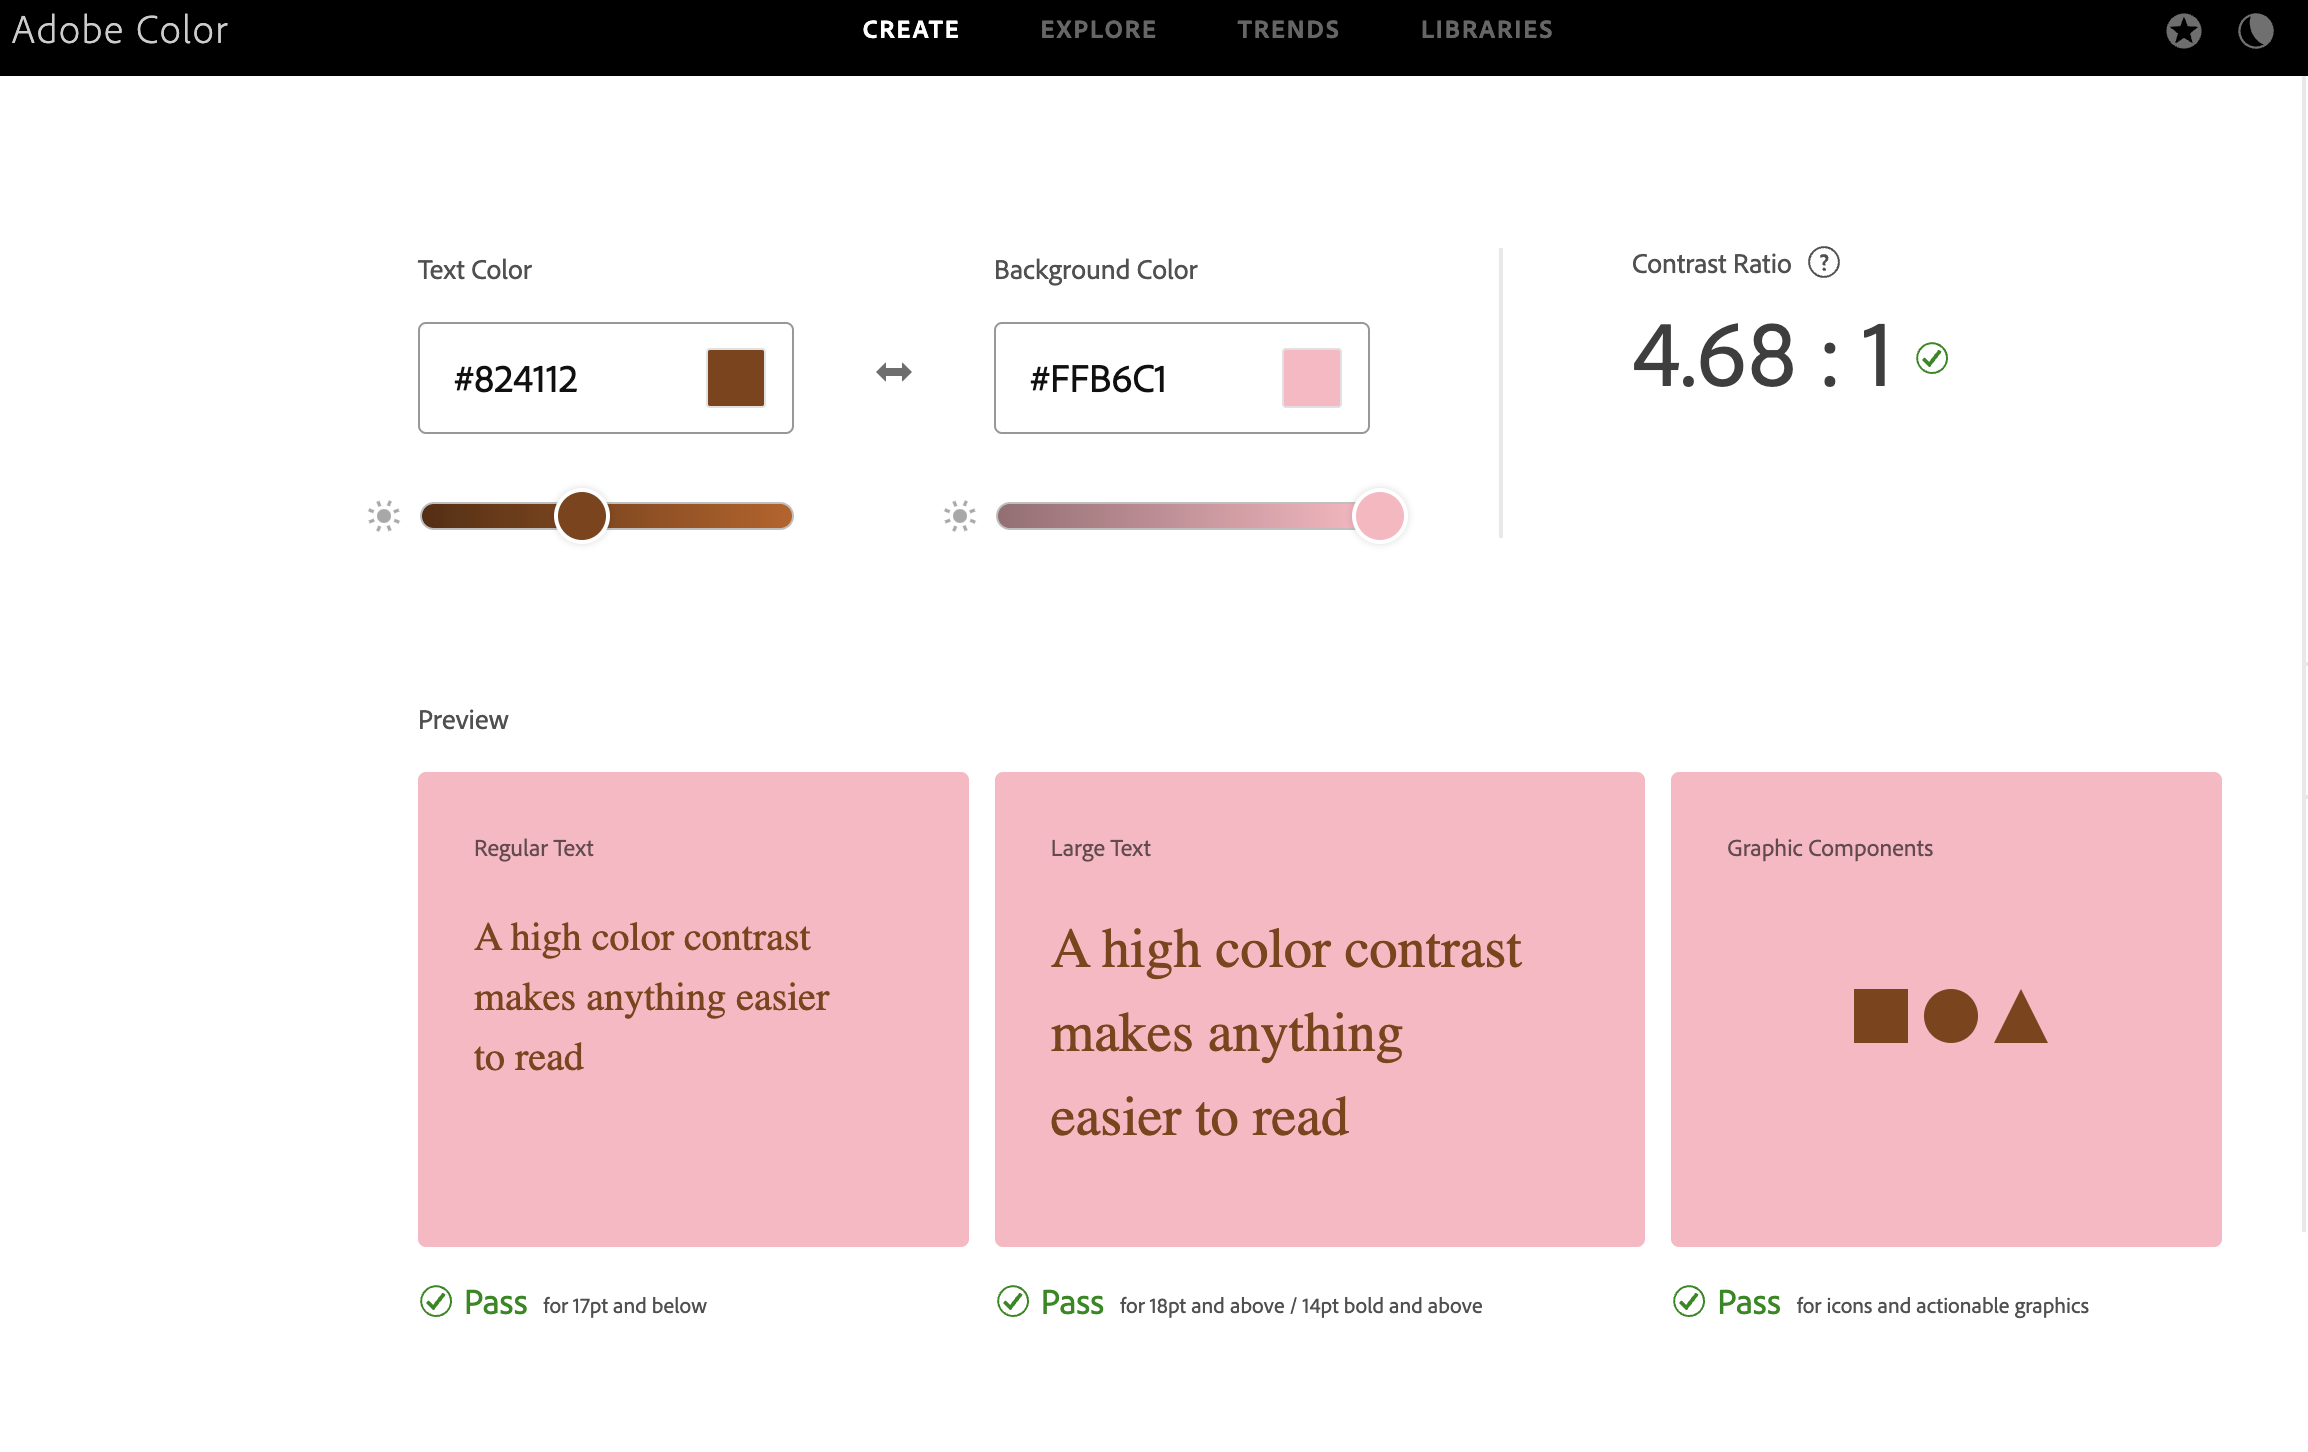 Adobe Color
CREATE EXPLORE TRENDS LIBRARIES
Text Color
#824112
Background Color
#FFB6C1
Contrast Ratio ?
4.68 : 1
Preview
Regular Text
A high color contrast
makes anything easier
to read
Pass for 17pt and below
Large Text
A high color contrast
makes anything
easier to read
Pass for 18pt and above / 14pt bold and above
Graphic Components
Pass for icons and actionable graphics